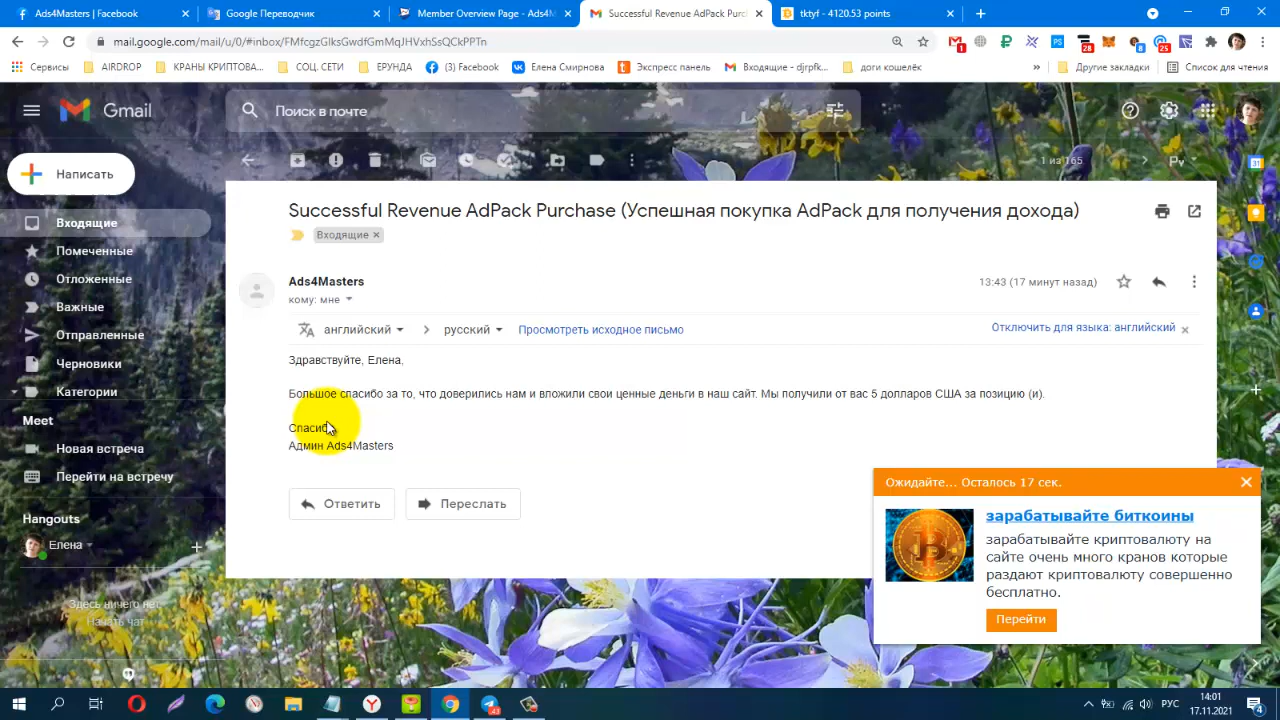 Ads4Masters | Facebook
Google Переводчик
Member Overview Page - Ads4M
Successful Revenue AdPack Purc
tktyf - 4120.53 points
mail.google.com/mail/u/0/#inbox/FMfcgzGlksGwdfGmMqJHVxhSsQCkPPTn
Сервисы
AIRDROP
КРАНЫ КРИПТОВА...
СОЦ. СЕТИ
ЕРУНДА
(3) Facebook
Елена Смирнова
Экспресс панель
Входящие - djrpfk...
доги кошелёк
»
Другие закладки
Список для чтения
Gmail
Поиск в почте
Написать
1 из 165
Входящие
Помеченные
Отложенные
Важные
Отправленные
Черновики
Категории
Meet
Новая встреча
Перейти на встречу
Hangouts
Елена
Здесь ничего нет.
Начать чат
Successful Revenue AdPack Purchase (Успешная покупка AdPack для получения дохода)
Входящие ×
Ads4Masters
13:43 (17 минут назад)
кому: мне
английский
русский
Просмотреть исходное письмо
Отключить для языка: английский
Здравствуйте, Елена,
Большое спасибо за то, что доверились нам и вложили свои ценные деньги в наш сайт. Мы получили от вас 5 долларов США за позицию (и).
Админ Ads4Masters
Ответить
Переслать
Ожидайте... Осталось 17 сек.
зарабатывайте биткоины
зарабатывайте криптовалюту на
сайте очень много кранов которые
раздают криптовалюту совершенно
бесплатно.
Перейти
РУС
14:01
17.11.2021